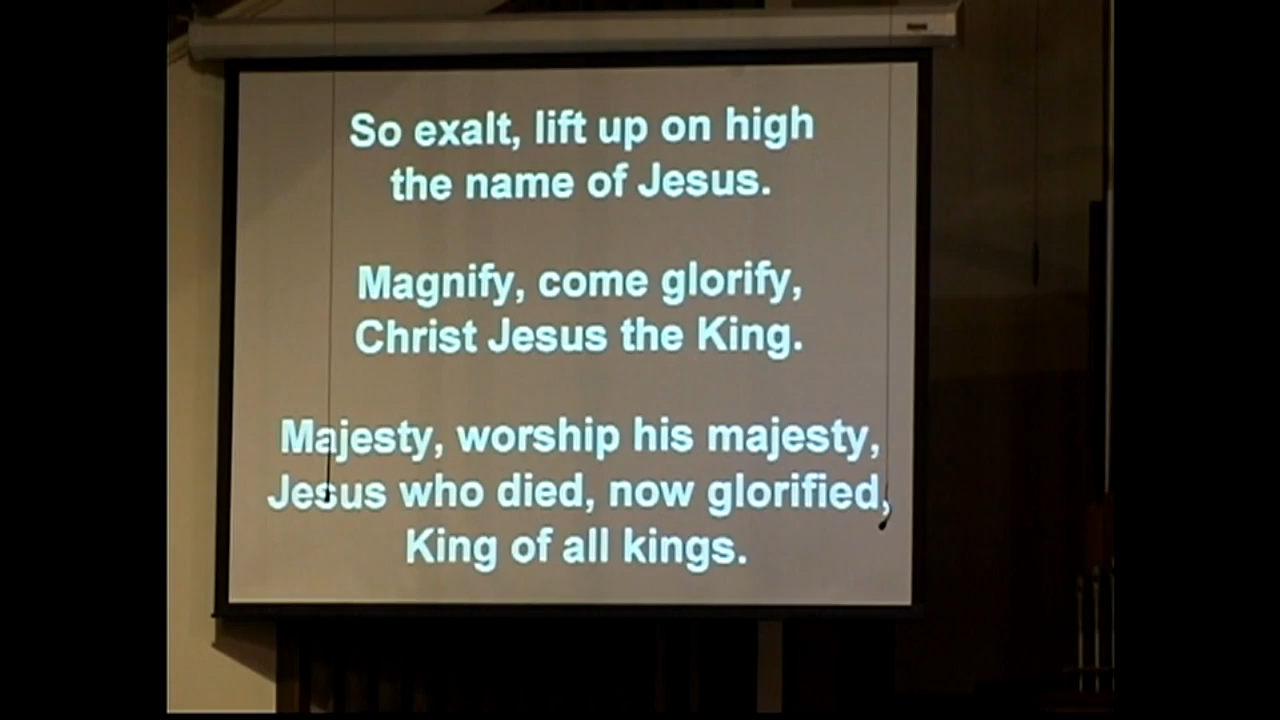 So exalt, lift up on high
the name of Jesus.
Magnify, come glorify,
Christ Jesus the King.
Majesty, worship his majesty,
Jesus who died, now glorified,
King of all kings.